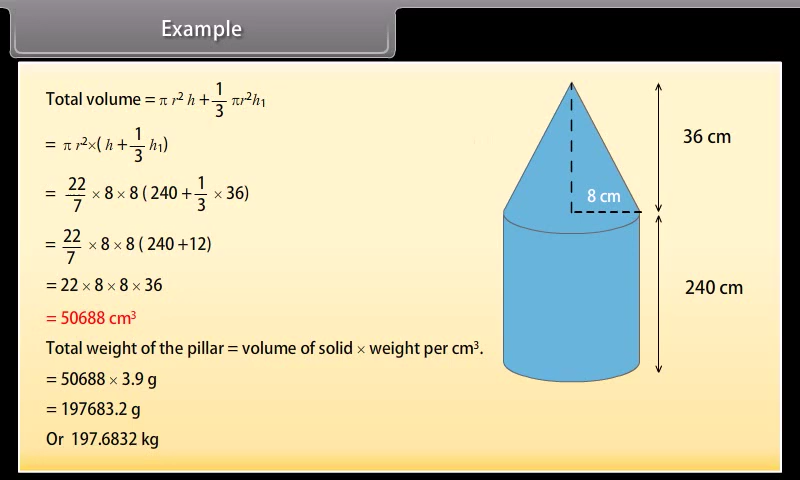 Example
Total volume = π r² h + 1/3 πr²h₁
= π r²×( h + 1/3 h₁)
= 22/7 × 8 × 8 ( 240 + 1/3 × 36)
= 22/7 × 8 × 8 ( 240 +12)
= 22 × 8 × 8 × 36
= 50688 cm³
Total weight of the pillar = volume of solid × weight per cm³.
= 50688 × 3.9 g
= 197683.2 g
Or 197.6832 kg
36 cm
8 cm
240 cm